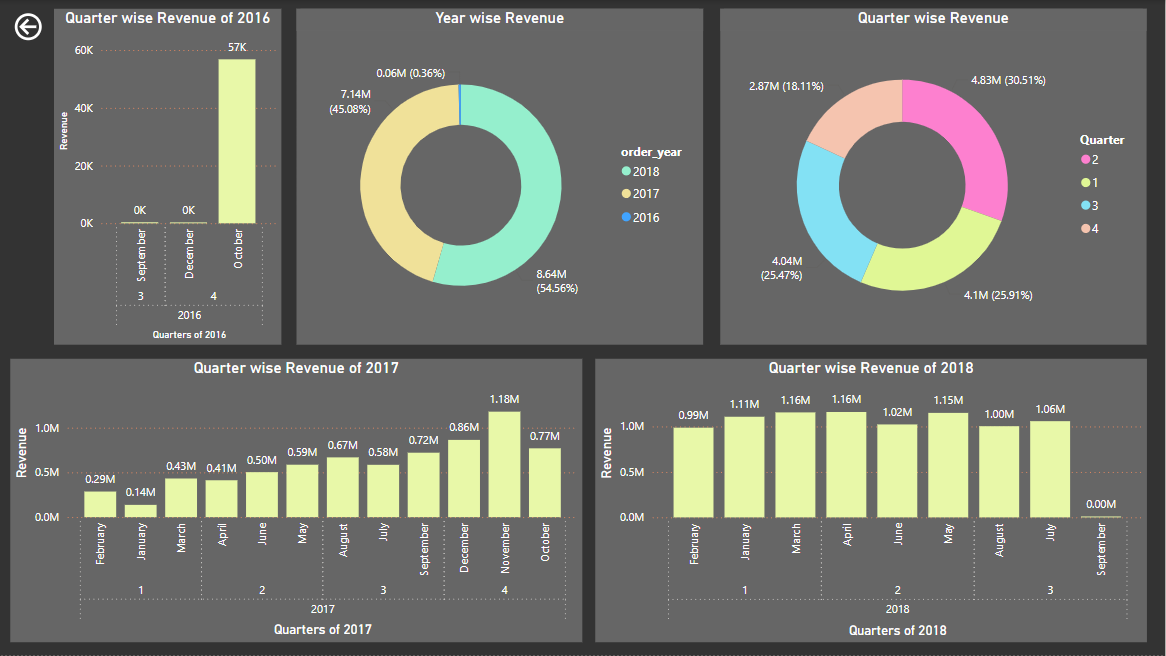 Quarter wise Revenue of 2016
60K
40K
20K
0K
Revenue
0K
0K
57K
September
December
October
3
4
2016
Quarters of 2016
Year wise Revenue
0.06M (0.36%)
7.14M
(45.08%)
8.64M
(54.56%)
order_year
2018
2017
2016
Quarter wise Revenue
2.87M (18.11%)
4.83M (30.51%)
4.04M
(25.47%)
4.1M (25.91%)
Quarter
2
1
3
4
Quarter wise Revenue of 2017
Revenue
1.0M
0.5M
0.0M
0.29M
0.14M
0.43M
0.41M
0.50M
0.59M
0.67M
0.58M
0.72M
0.86M
1.18M
0.77M
February
January
March
April
June
May
August
July
September
December
November
October
1
2
3
4
2017
Quarters of 2017
Quarter wise Revenue of 2018
Revenue
1.0M
0.5M
0.0M
0.99M
1.11M
1.16M
1.16M
1.02M
1.15M
1.00M
1.06M
0.00M
February
January
March
April
June
May
August
July
September
1
2
3
2018
Quarters of 2018